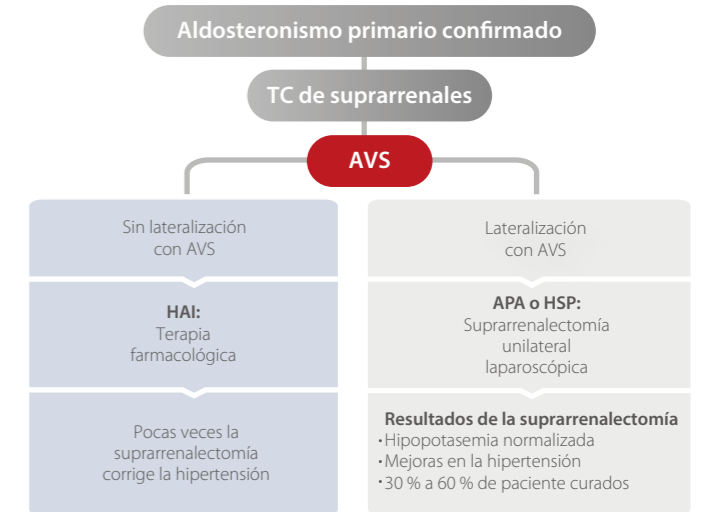 Aldosteronismo primario confirmado
TC de suprarrenales
AVS
Sin lateralización
con AVS
HAI:
Terapia
farmacológica
Pocas veces la
suprarrenalectomía
corrige la hipertensión
Lateralización
con AVS
APA o HSP:
Suprarrenalectomía
unilateral
laparoscópica
Resultados de la suprarrenalectomía
· Hipopotasemia normalizada
· Mejoras en la hipertensión
· 30 % a 60 % de paciente curados